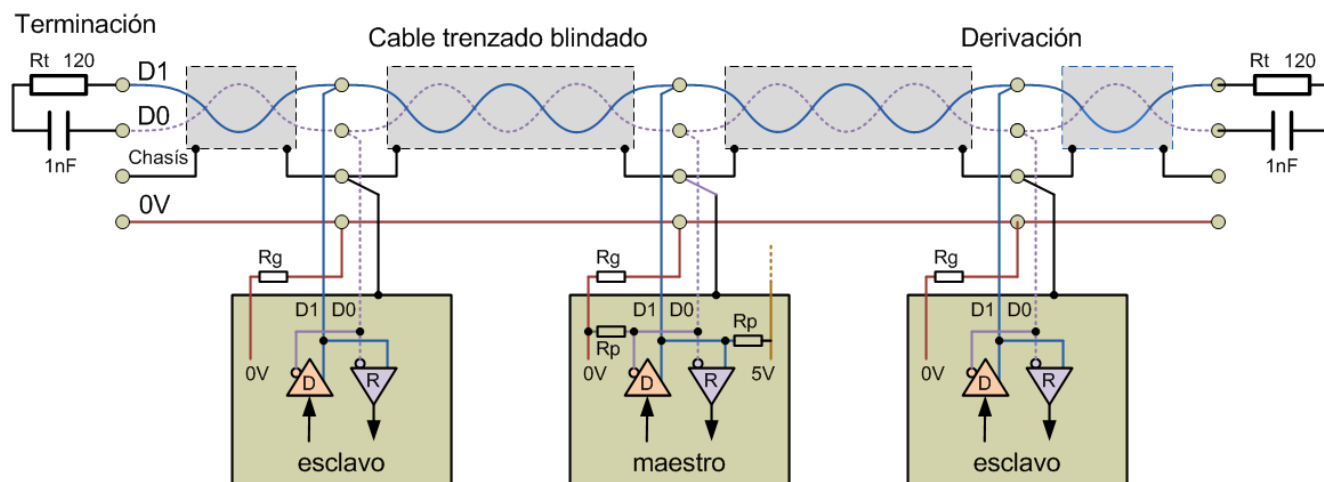 Terminación
Cable trenzado blindado
Derivación
Rt 120
D1
Rt 120
D0
1nF
1nF
Chasís
0V
Rg
Rg
Rg
D1 D0
D1 D0
D1 D0
Rp
Rp
0V
0V
5V
0V
D
R
D
R
D
R
esclavo
maestro
esclavo